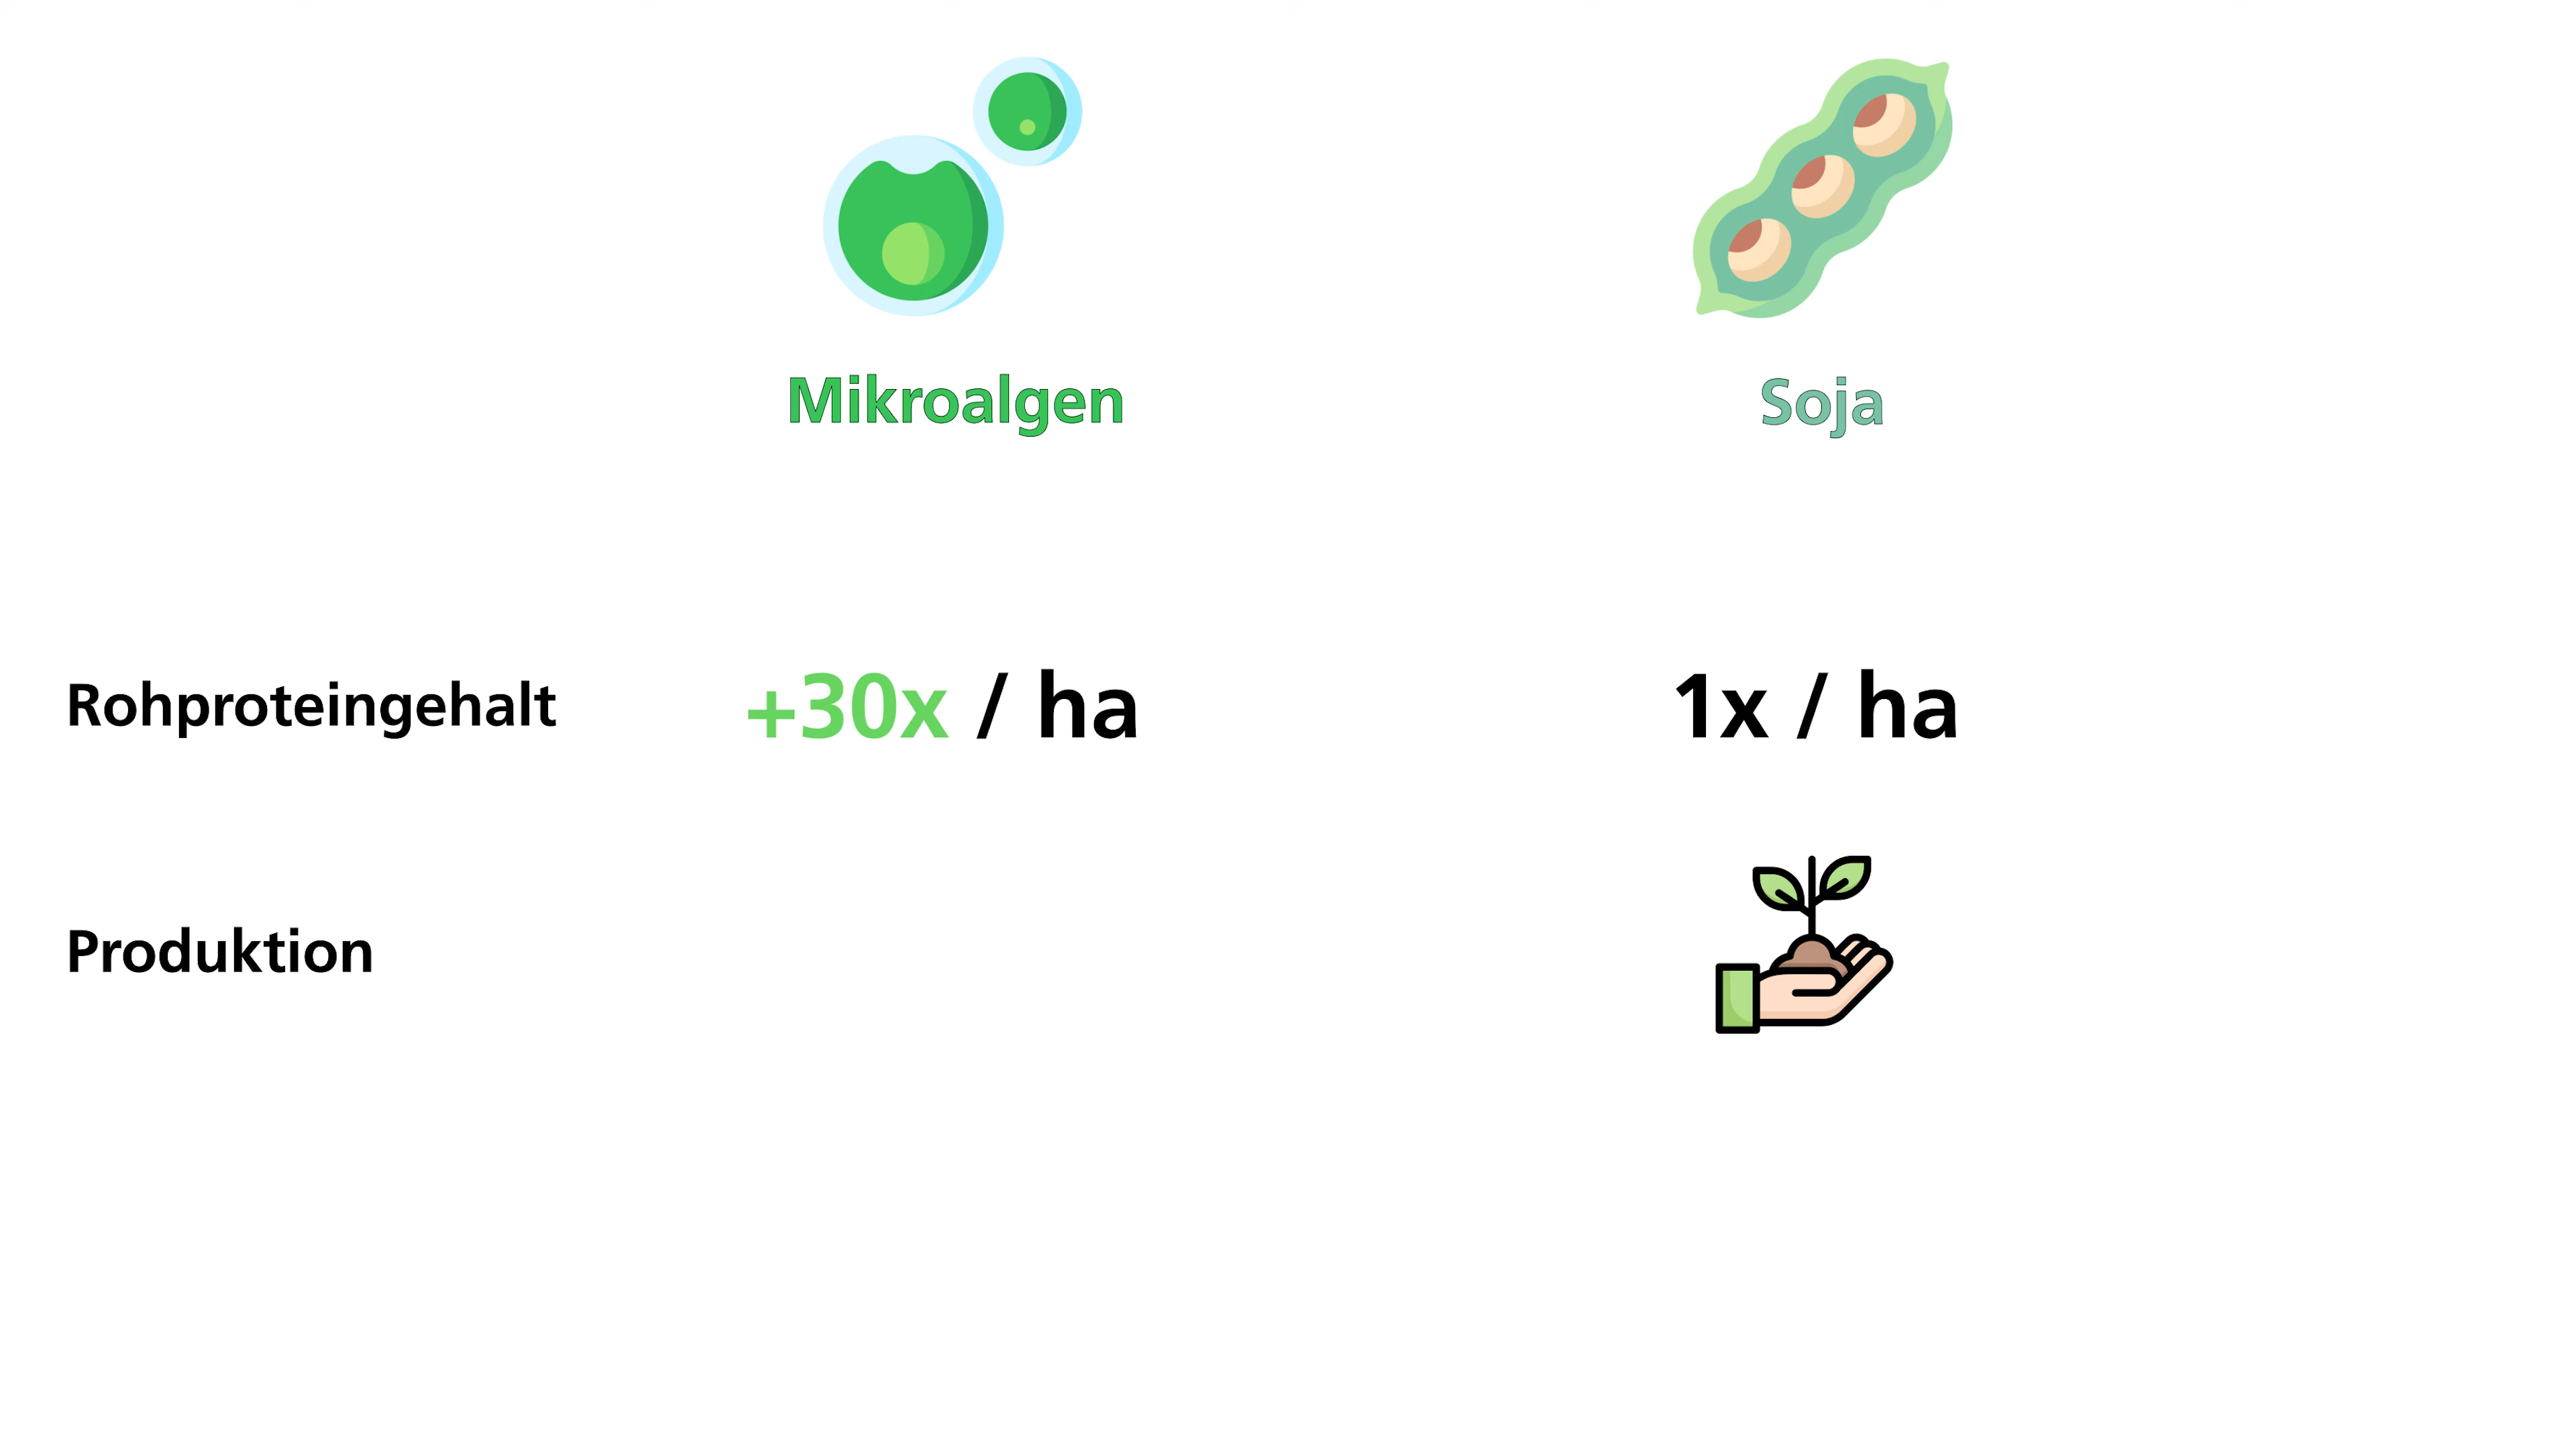 Mikroalgen
Soja
Rohproteingehalt +30x / ha 1x / ha
Produktion